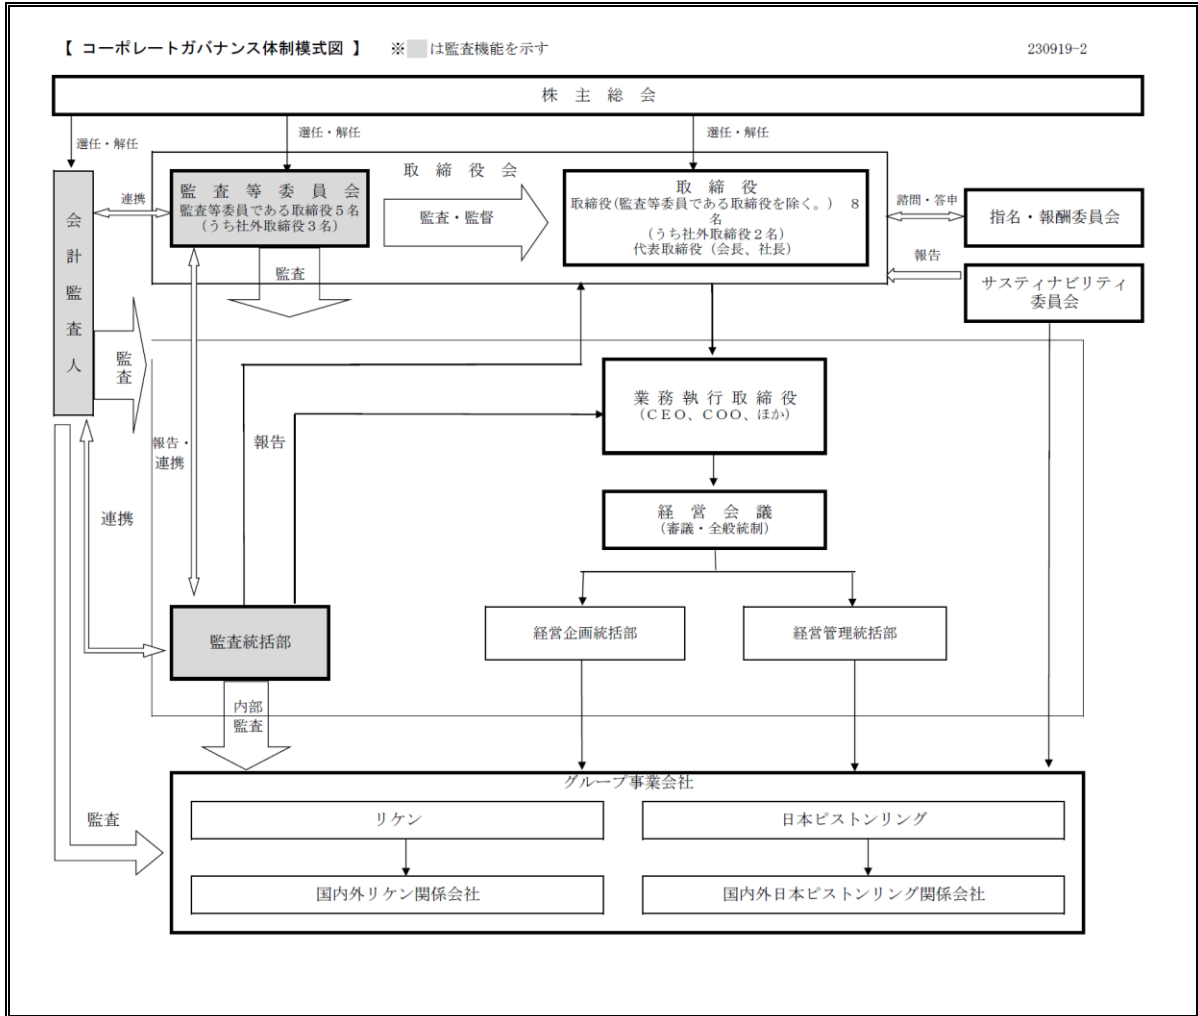 【 コーポレートガバナンス体制模式図 】 ※ は監査機能を示す 230919-2
株 主 総 会
選任・解任
選任・解任
選任・解任
会計監査人
連携
取 締 役 会
監 査 等 委 員 会
監査等委員である取締役５名
(うち社外取締役３名)
監査・監督
取 締 役
取締役(監査等委員である取締役を除く。) ８
名
(うち社外取締役２名)
代表取締役 (会長、社長)
諮問・答申
指名・報酬委員会
報告
サスティナビリティ
委員会
監査
監
査
業 務 執 行 取 締 役
(ＣＥＯ、ＣＯＯ、ほか)
報告・
連携
報告
連携
経 営 会 議
(審議・全般統制)
監査統括部
経営企画統括部
経営管理統括部
内部
監査
グループ事業会社
監査
リケン
日本ピストンリング
国内外リケン関係会社
国内外日本ピストンリング関係会社